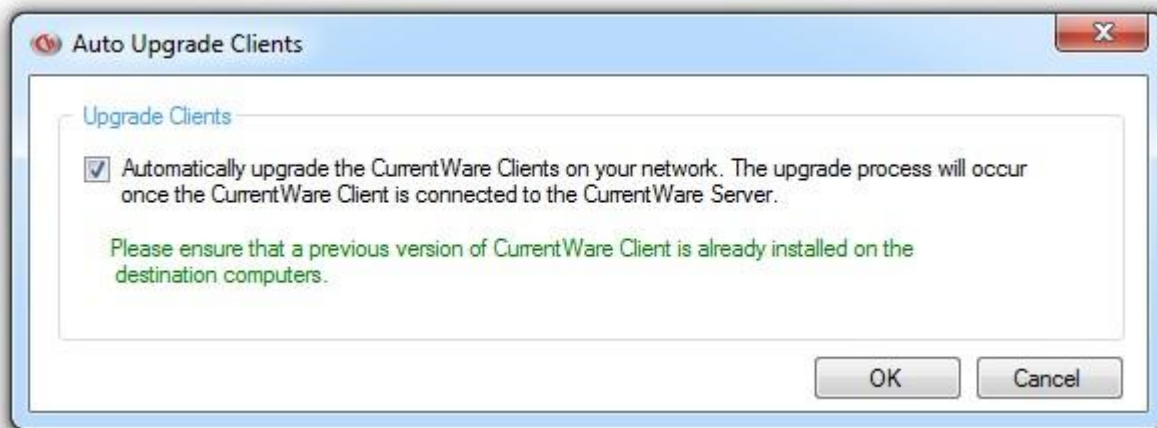 Auto Upgrade Clients
Upgrade Clients
Automatically upgrade the CurrentWare Clients on your network. The upgrade process will occur
once the CurrentWare Client is connected to the CurrentWare Server.
Please ensure that a previous version of CurrentWare Client is already installed on the
destination computers.
OK
Cancel